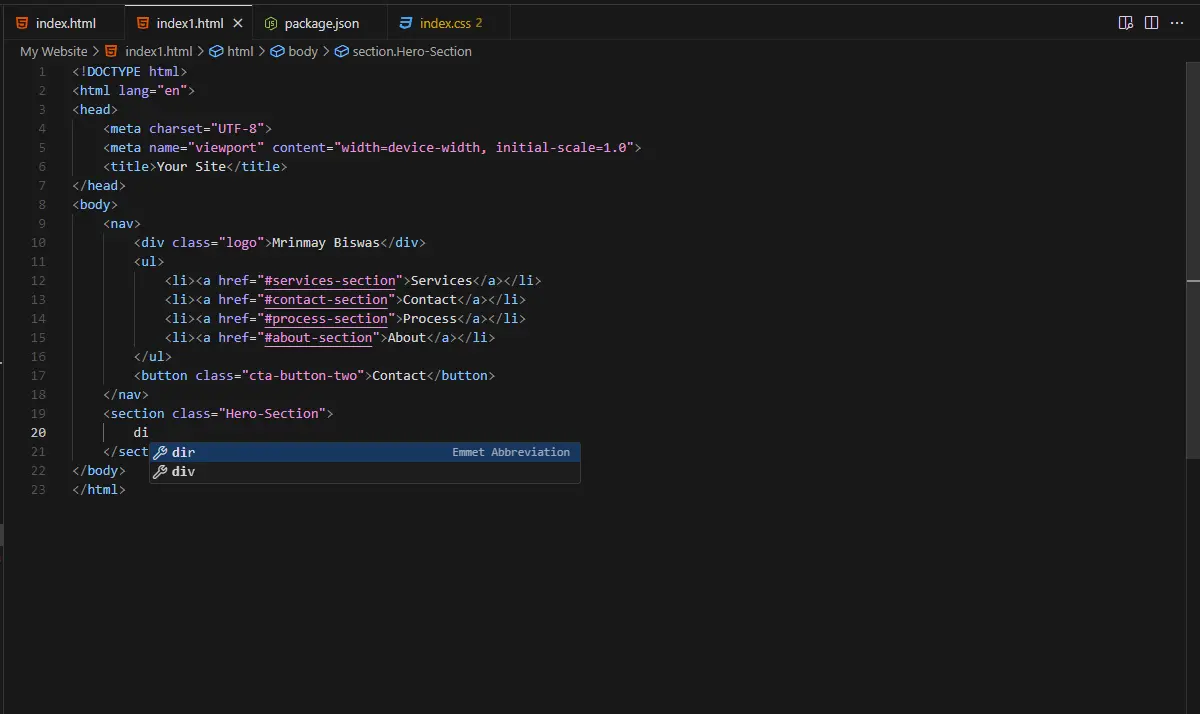 index.html index1.html package.json index.css 2
My Website > index1.html > html > body > section.Hero-Section
1 <!DOCTYPE html>
2 <html lang="en">
3 <head>
4 <meta charset="UTF-8">
5 <meta name="viewport" content="width=device-width, initial-scale=1.0">
6 <title>Your Site</title>
7 </head>
8 <body>
9 <nav>
10 <div class="logo">Mrinmay Biswas</div>
11 <ul>
12 <li><a href="#services-section">Services</a></li>
13 <li><a href="#contact-section">Contact</a></li>
14 <li><a href="#process-section">Process</a></li>
15 <li><a href="#about-section">About</a></li>
16 </ul>
17 <button class="cta-button-two">Contact</button>
18 </nav>
19 <section class="Hero-Section">
20 di
21 </sect
dir Emmet Abbreviation
div
22 </body>
23 </html>